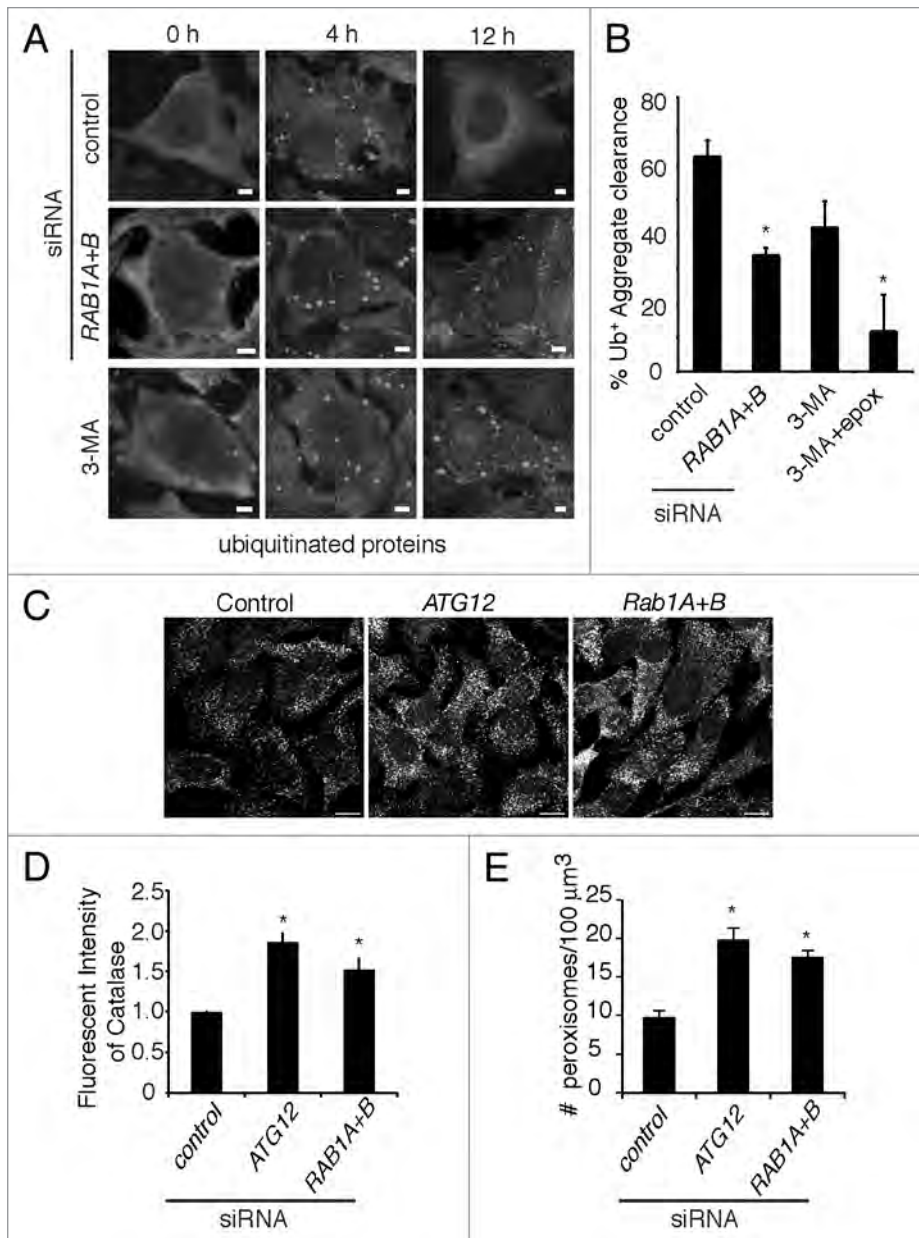 A
0 h 4 h 12 h
siRNA
control
RAB1A+B
3-MA
ubiquitinated proteins
B
% Ub⁺ Aggregate clearance
80
60
40
20
0
*
*
control
RAB1A+B
3-MA
3-MA+epox
siRNA
C
Control ATG12 Rab1A+B
D
Fluorescent Intensity
of Catalase
2.5
2.0
1.5
1.0
0.5
0
*
*
control
ATG12
RAB1A+B
siRNA
E
# peroxisomes/100 μm³
25
20
15
10
5
0
*
*
control
ATG12
RAB1A+B
siRNA